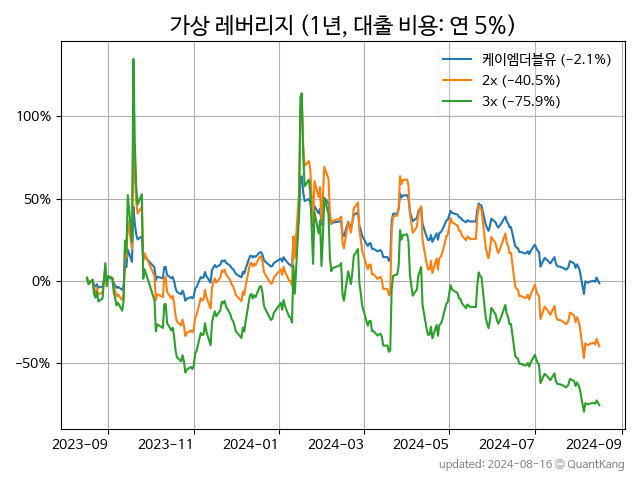 가상 레버리지 (1년, 대출 비용: 연 5%)
케이엠더블유 (-2.1%)
2x (-40.5%)
3x (-75.9%)
100%
50%
0%
-50%
2023-09 2023-11 2024-01 2024-03 2024-05 2024-07 2024-09
updated: 2024-08-16 © QuantKang